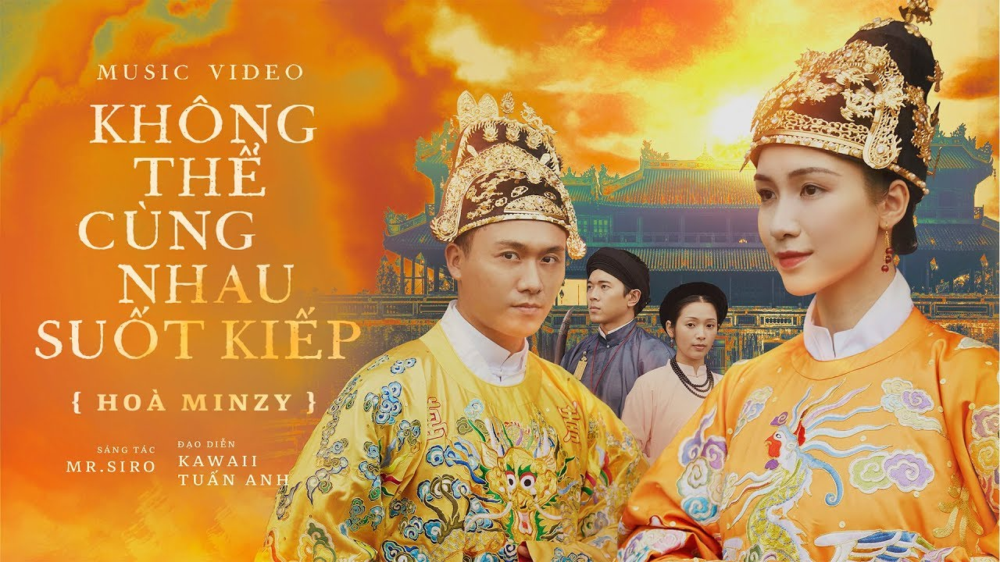 MUSIC VIDEO
KHÔNG
THỂ
CÙNG
NHAU
SUỐT KIẾP
{ HOÀ MINZY }
SÁNG TÁC
MR.SIRO
ĐẠO DIỄN
KAWAII
TUẤN ANH